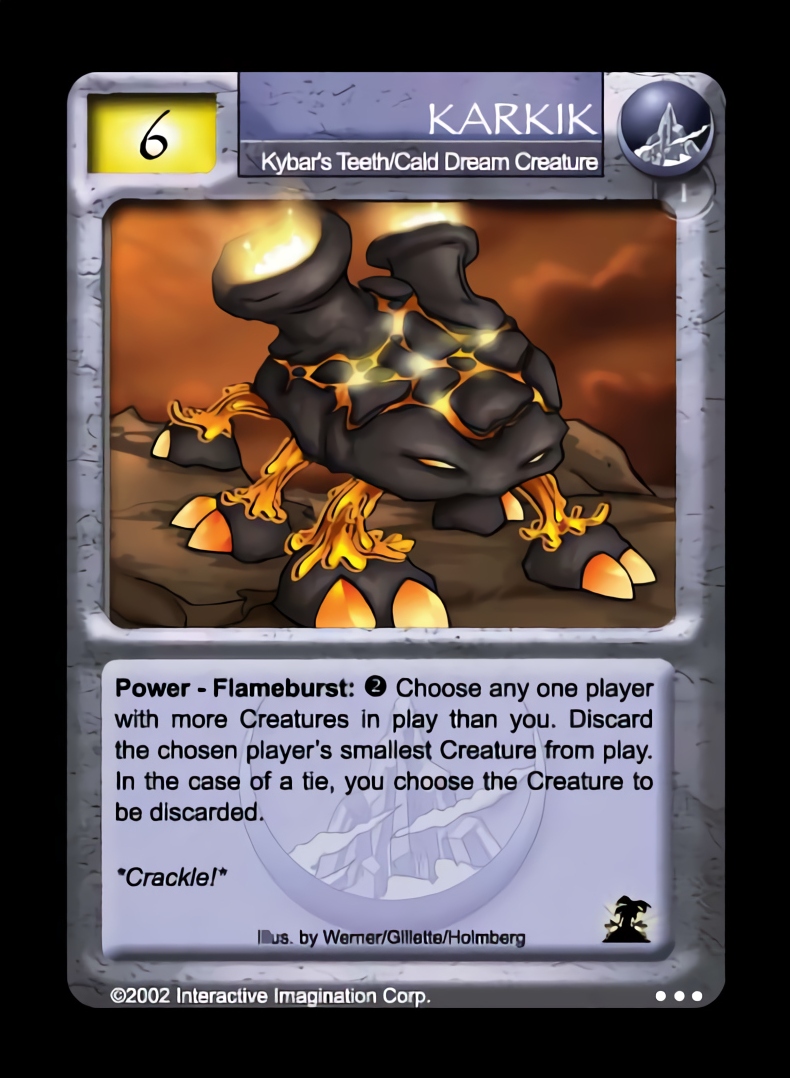 6
KARKIK
Kybar's Teeth/Cald Dream Creature
1
Power - Flameburst: ❷ Choose any one player
with more Creatures in play than you. Discard
the chosen player's smallest Creature from play.
In the case of a tie, you choose the Creature to
be discarded.
*Crackle!*
Illus. by Werner/Gillette/Holmberg
©2002 Interactive Imagination Corp.